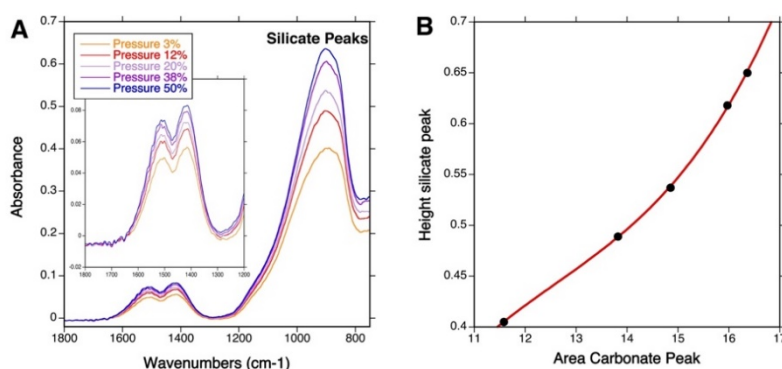 A
Silicate Peaks
Pressure 3%
Pressure 12%
Pressure 20%
Pressure 38%
Pressure 50%
0.7
0.6
0.5
0.4
0.3
0.2
0.1
0
Absorbance
0.08
0.06
0.04
0.02
0
-0.02
1800 1700 1600 1500 1400 1300 1200
1800 1600 1400 1200 1000 800
Wavenumbers (cm-1)
B
0.7
0.65
0.6
0.55
0.5
0.45
0.4
Height silicate peak
11 12 13 14 15 16 17
Area Carbonate Peak